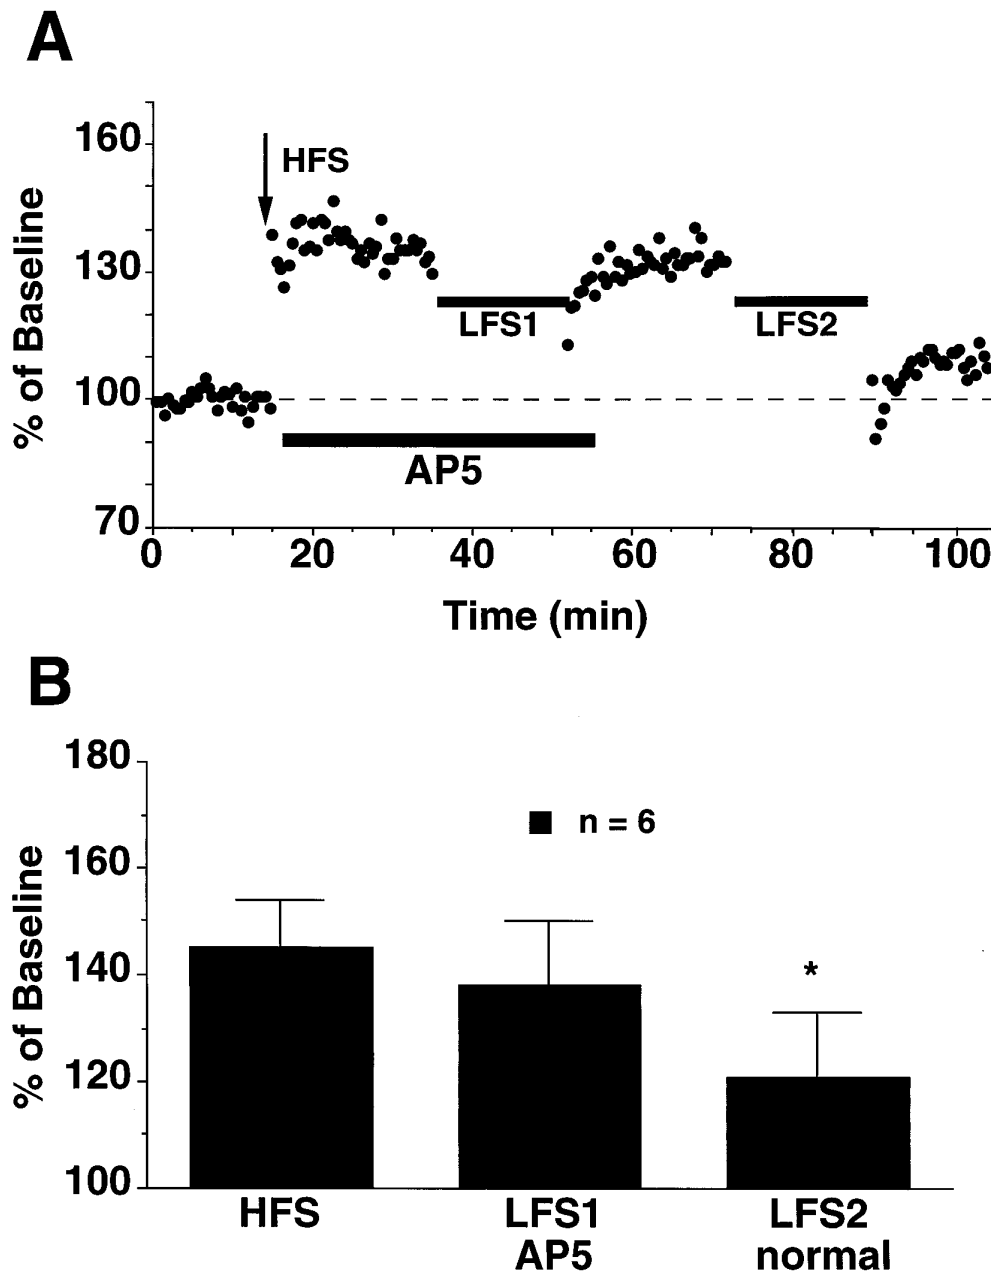 A
160
HFS
130
LFS1
LFS2
100
AP5
70
0 20 40 60 80 100
Time (min)
% of Baseline
B
180
n = 6
160
140
*
120
100
HFS
LFS1
LFS2
AP5
normal
% of Baseline